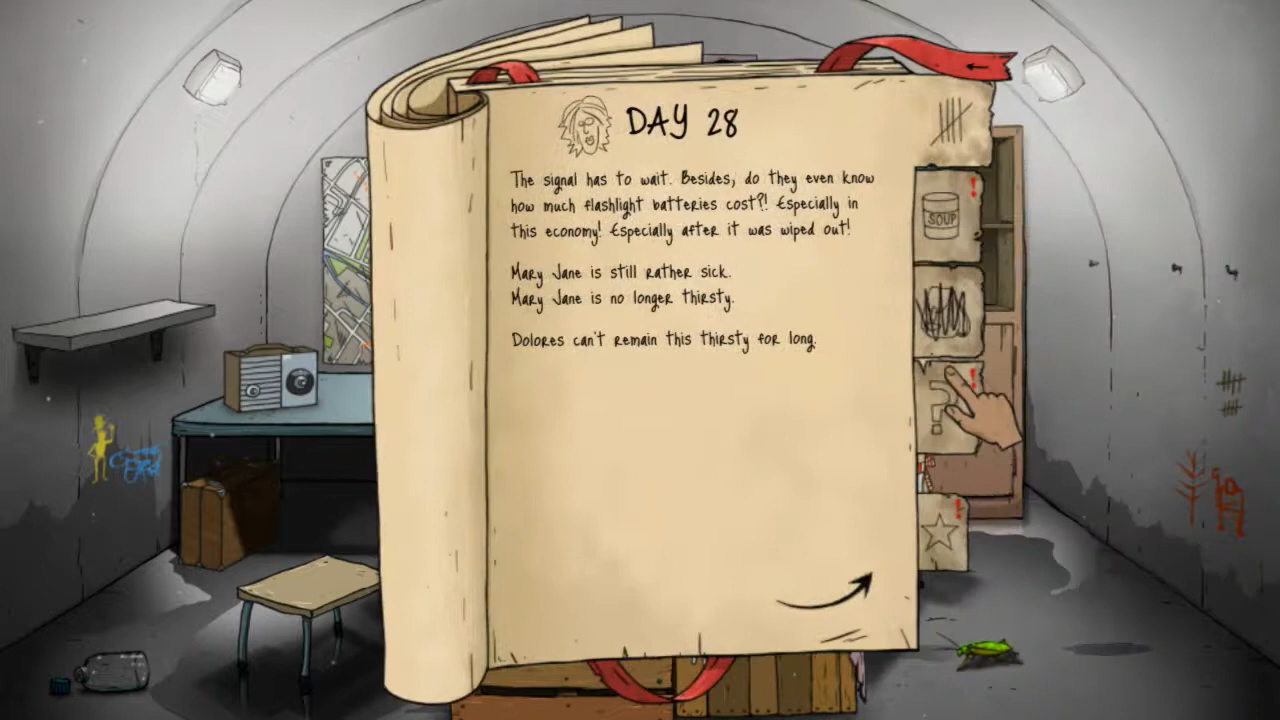 DAY 28
The signal has to wait. Besides, do they even know
how much flashlight batteries cost?! Especially in
this economy! Especially after it was wiped out!
Mary Jane is still rather sick.
Mary Jane is no longer thirsty.
Dolores can't remain this thirsty for long.
!
SOUP
!
?
!